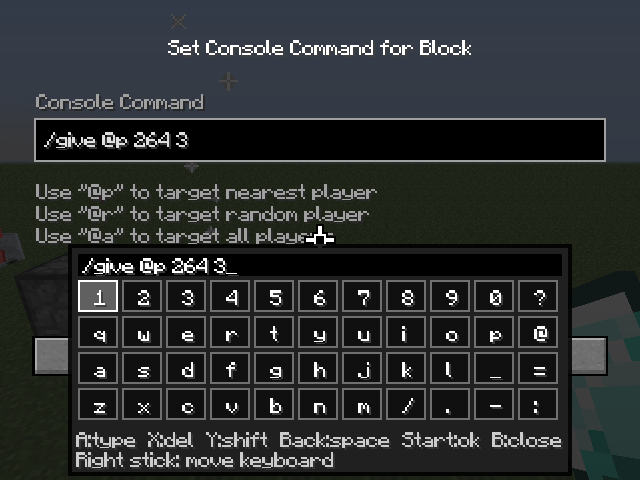 Set Console Command for Block
Console Command
/give @p 264 3
Use "@p" to target nearest player
Use "@r" to target random player
Use "@a" to target all players
/give @p 264 3_
1 2 3 4 5 6 7 8 9 0 ?
q w e r t y u i o p @
a s d f g h j k l _ =
z x c v b n m / . - :
A:type X:del Y:shift Back:space Start:ok B:close
Right stick: move keyboard